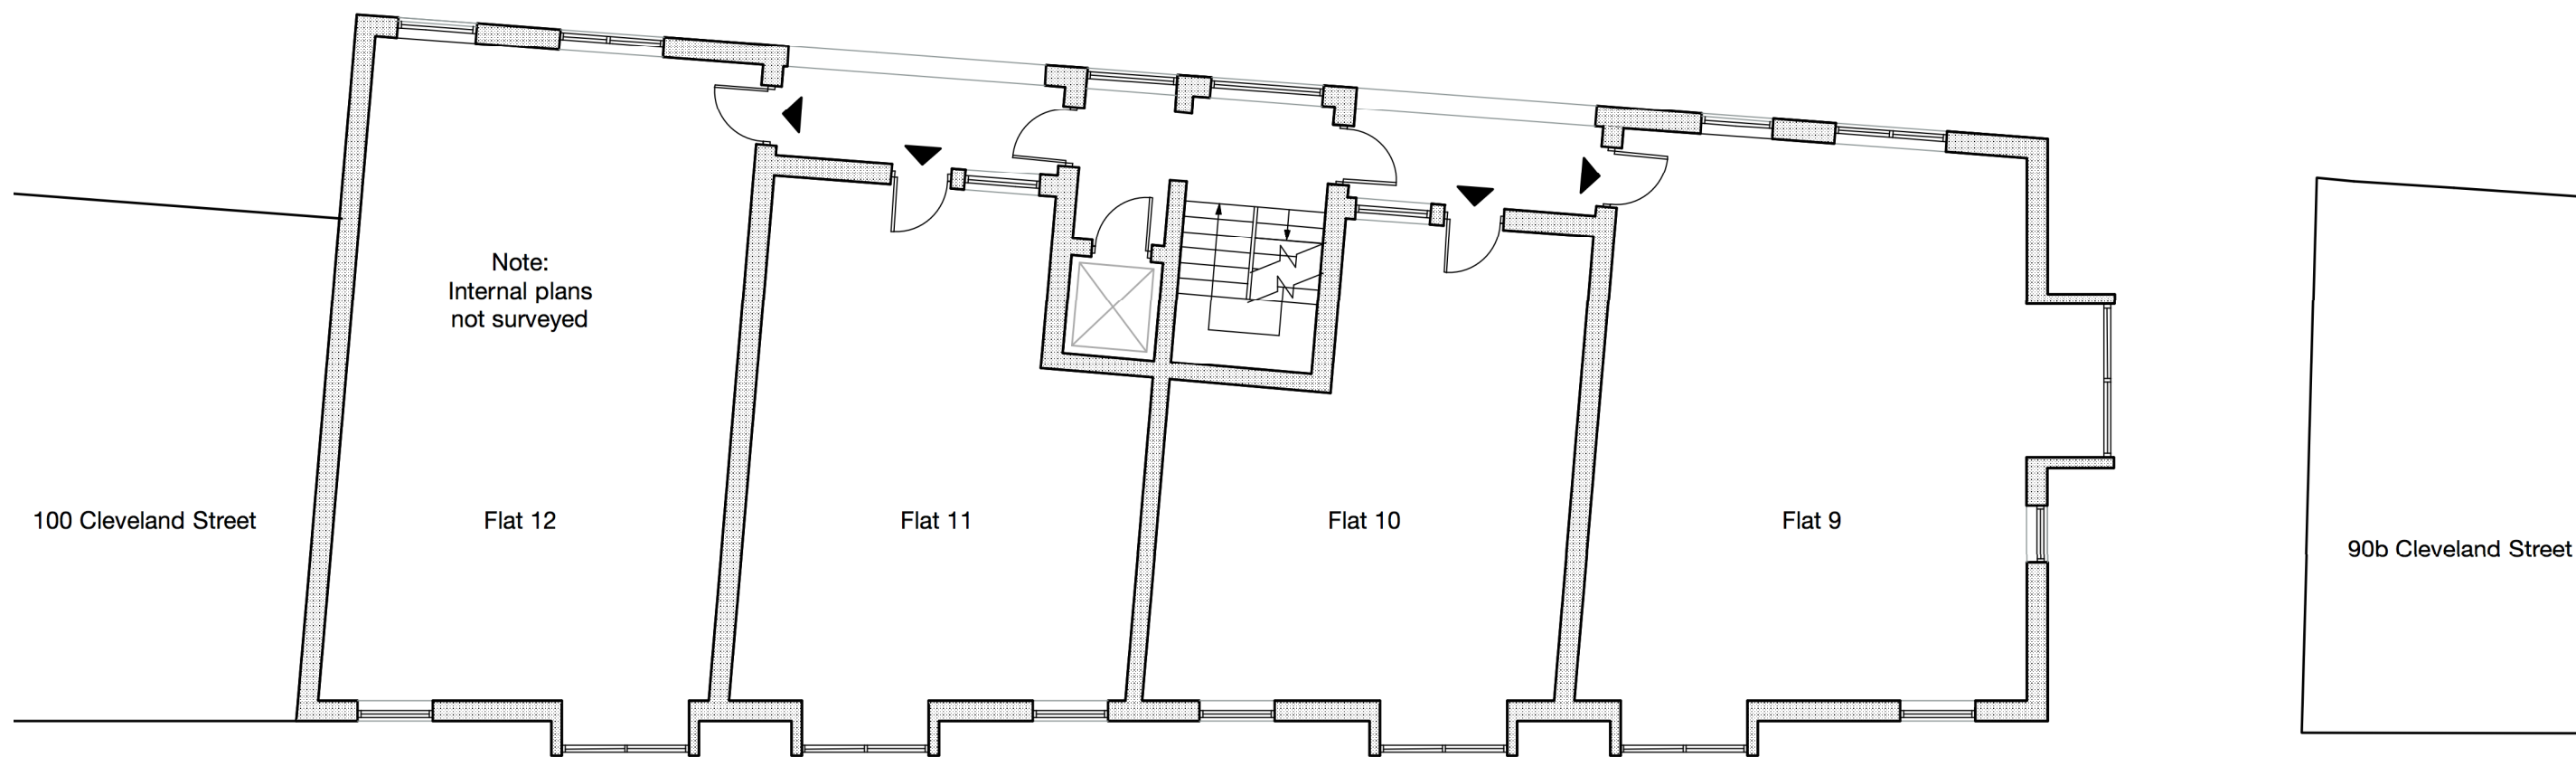 Note:
Internal plans
not surveyed
100 Cleveland Street
Flat 12
Flat 11
Flat 10
Flat 9
90b Cleveland Street